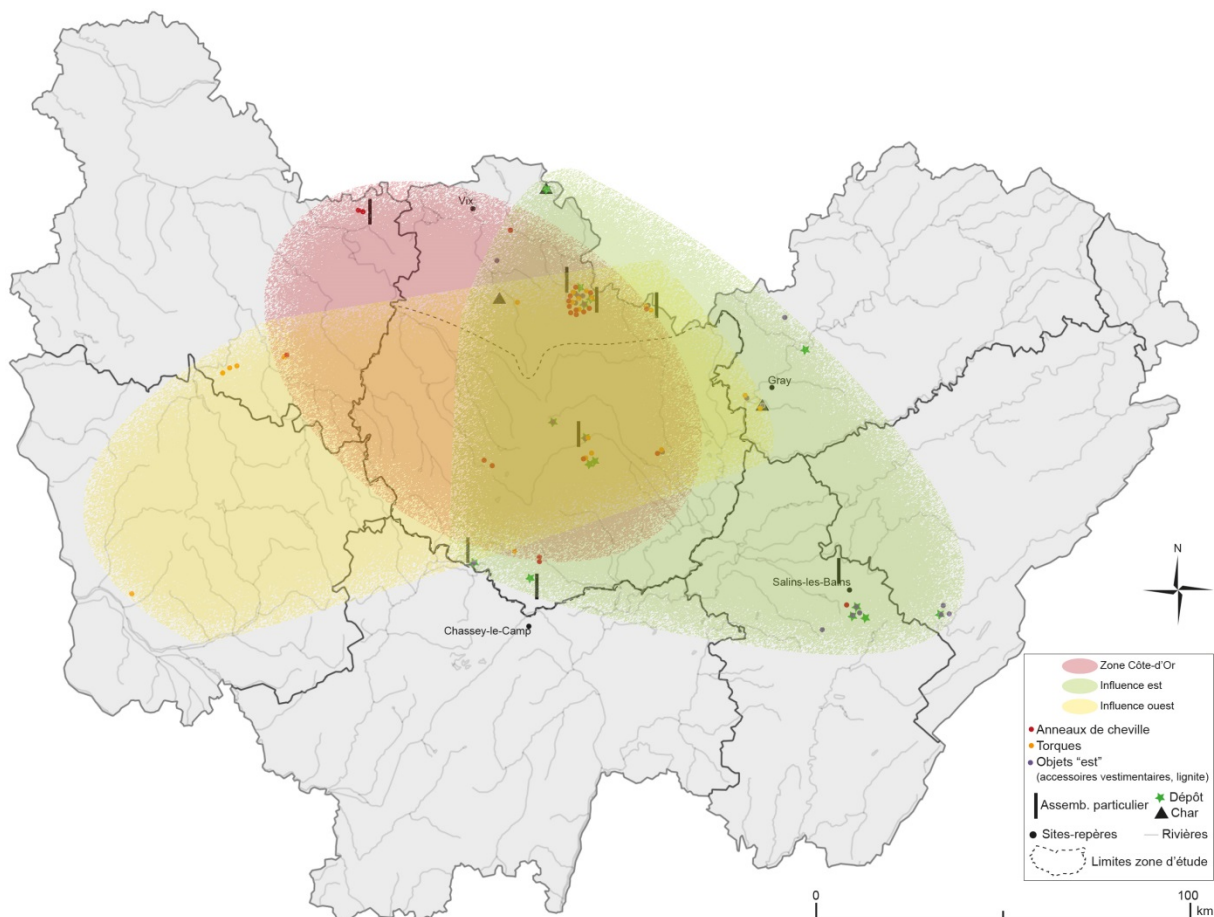 Vix
Gray
Salins-les-Bains
Chassey-le-Camp
N
Zone Côte-d'Or
Influence est
Influence ouest
Anneaux de cheville
Torques
Objets "est"
(accessoires vestimentaires, lignite)
Assemb. particulier
Dépôt
Char
Sites-repères
Rivières
Limites zone d'étude
0 100
km